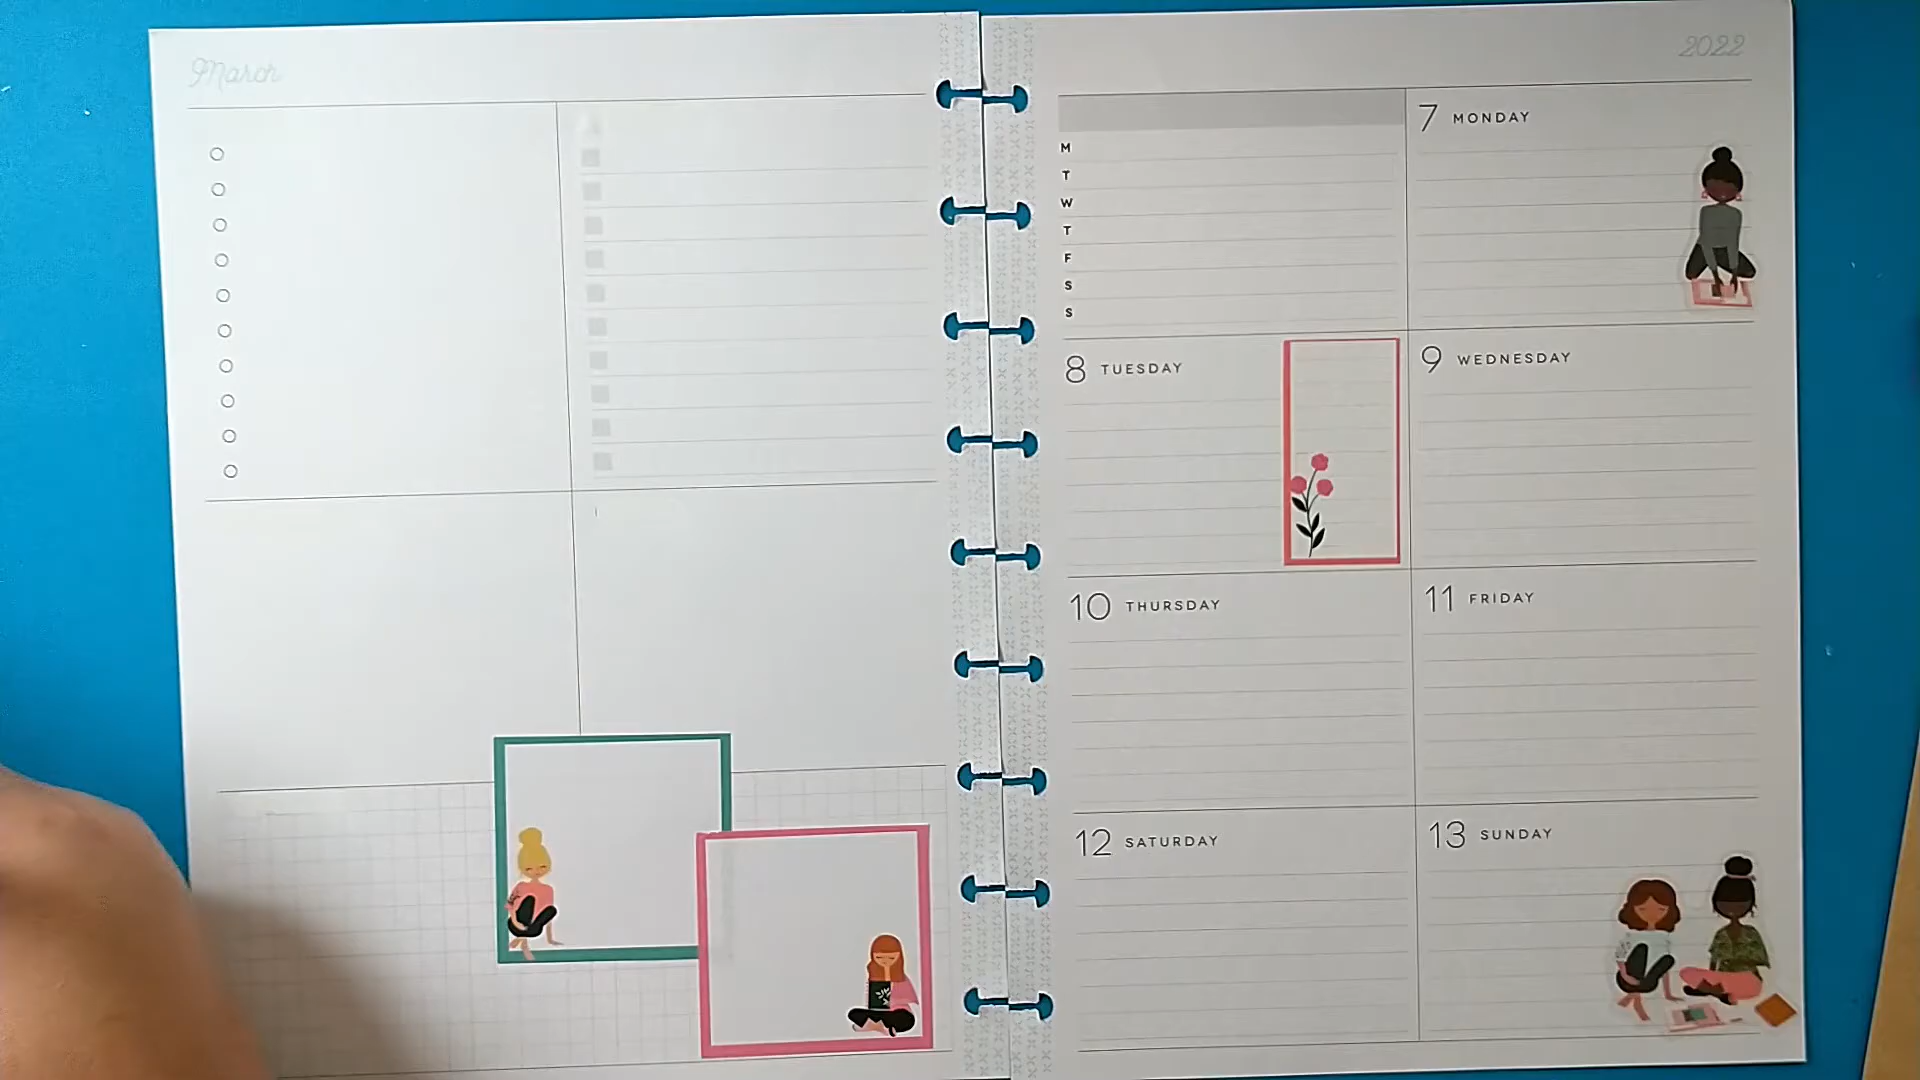 March
2022
M
T
W
T
F
S
S
7 MONDAY
8 TUESDAY
9 WEDNESDAY
10 THURSDAY
11 FRIDAY
12 SATURDAY
13 SUNDAY